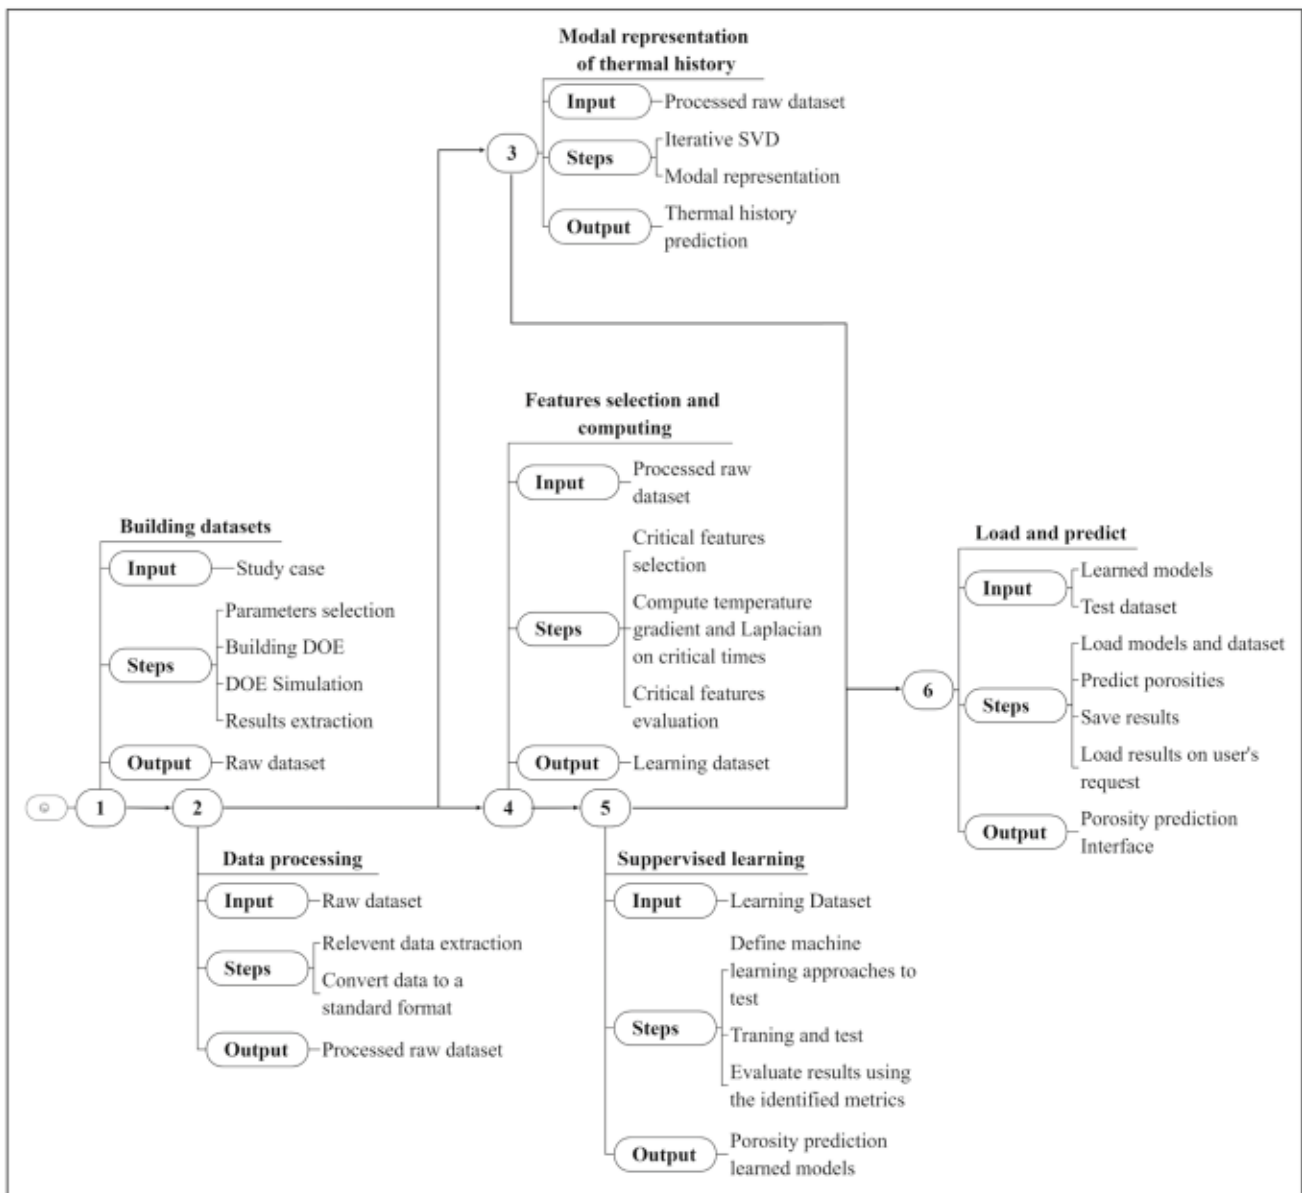 Modal representation
of thermal history
Input
Processed raw dataset
3
Steps
Iterative SVD
Modal representation
Output
Thermal history
prediction
Features selection and
computing
Input
Processed raw
dataset
Steps
Critical features
selection
Compute temperature
gradient and Laplacian
on critical times
Critical features
evaluation
Output
Learning dataset
Building datasets
Input
Study case
Steps
Parameters selection
Building DOE
DOE Simulation
Results extraction
Output
Raw dataset
1
2
4
5
Data processing
Input
Raw dataset
Steps
Relevent data extraction
Convert data to a
standard format
Output
Processed raw dataset
Suppervised learning
Input
Learning Dataset
Steps
Define machine
learning approaches to
test
Traning and test
Evaluate results using
the identified metrics
Output
Porosity prediction
learned models
Load and predict
Input
Learned models
Test dataset
6
Steps
Load models and dataset
Predict porosities
Save results
Load results on user's
request
Output
Porosity prediction
Interface